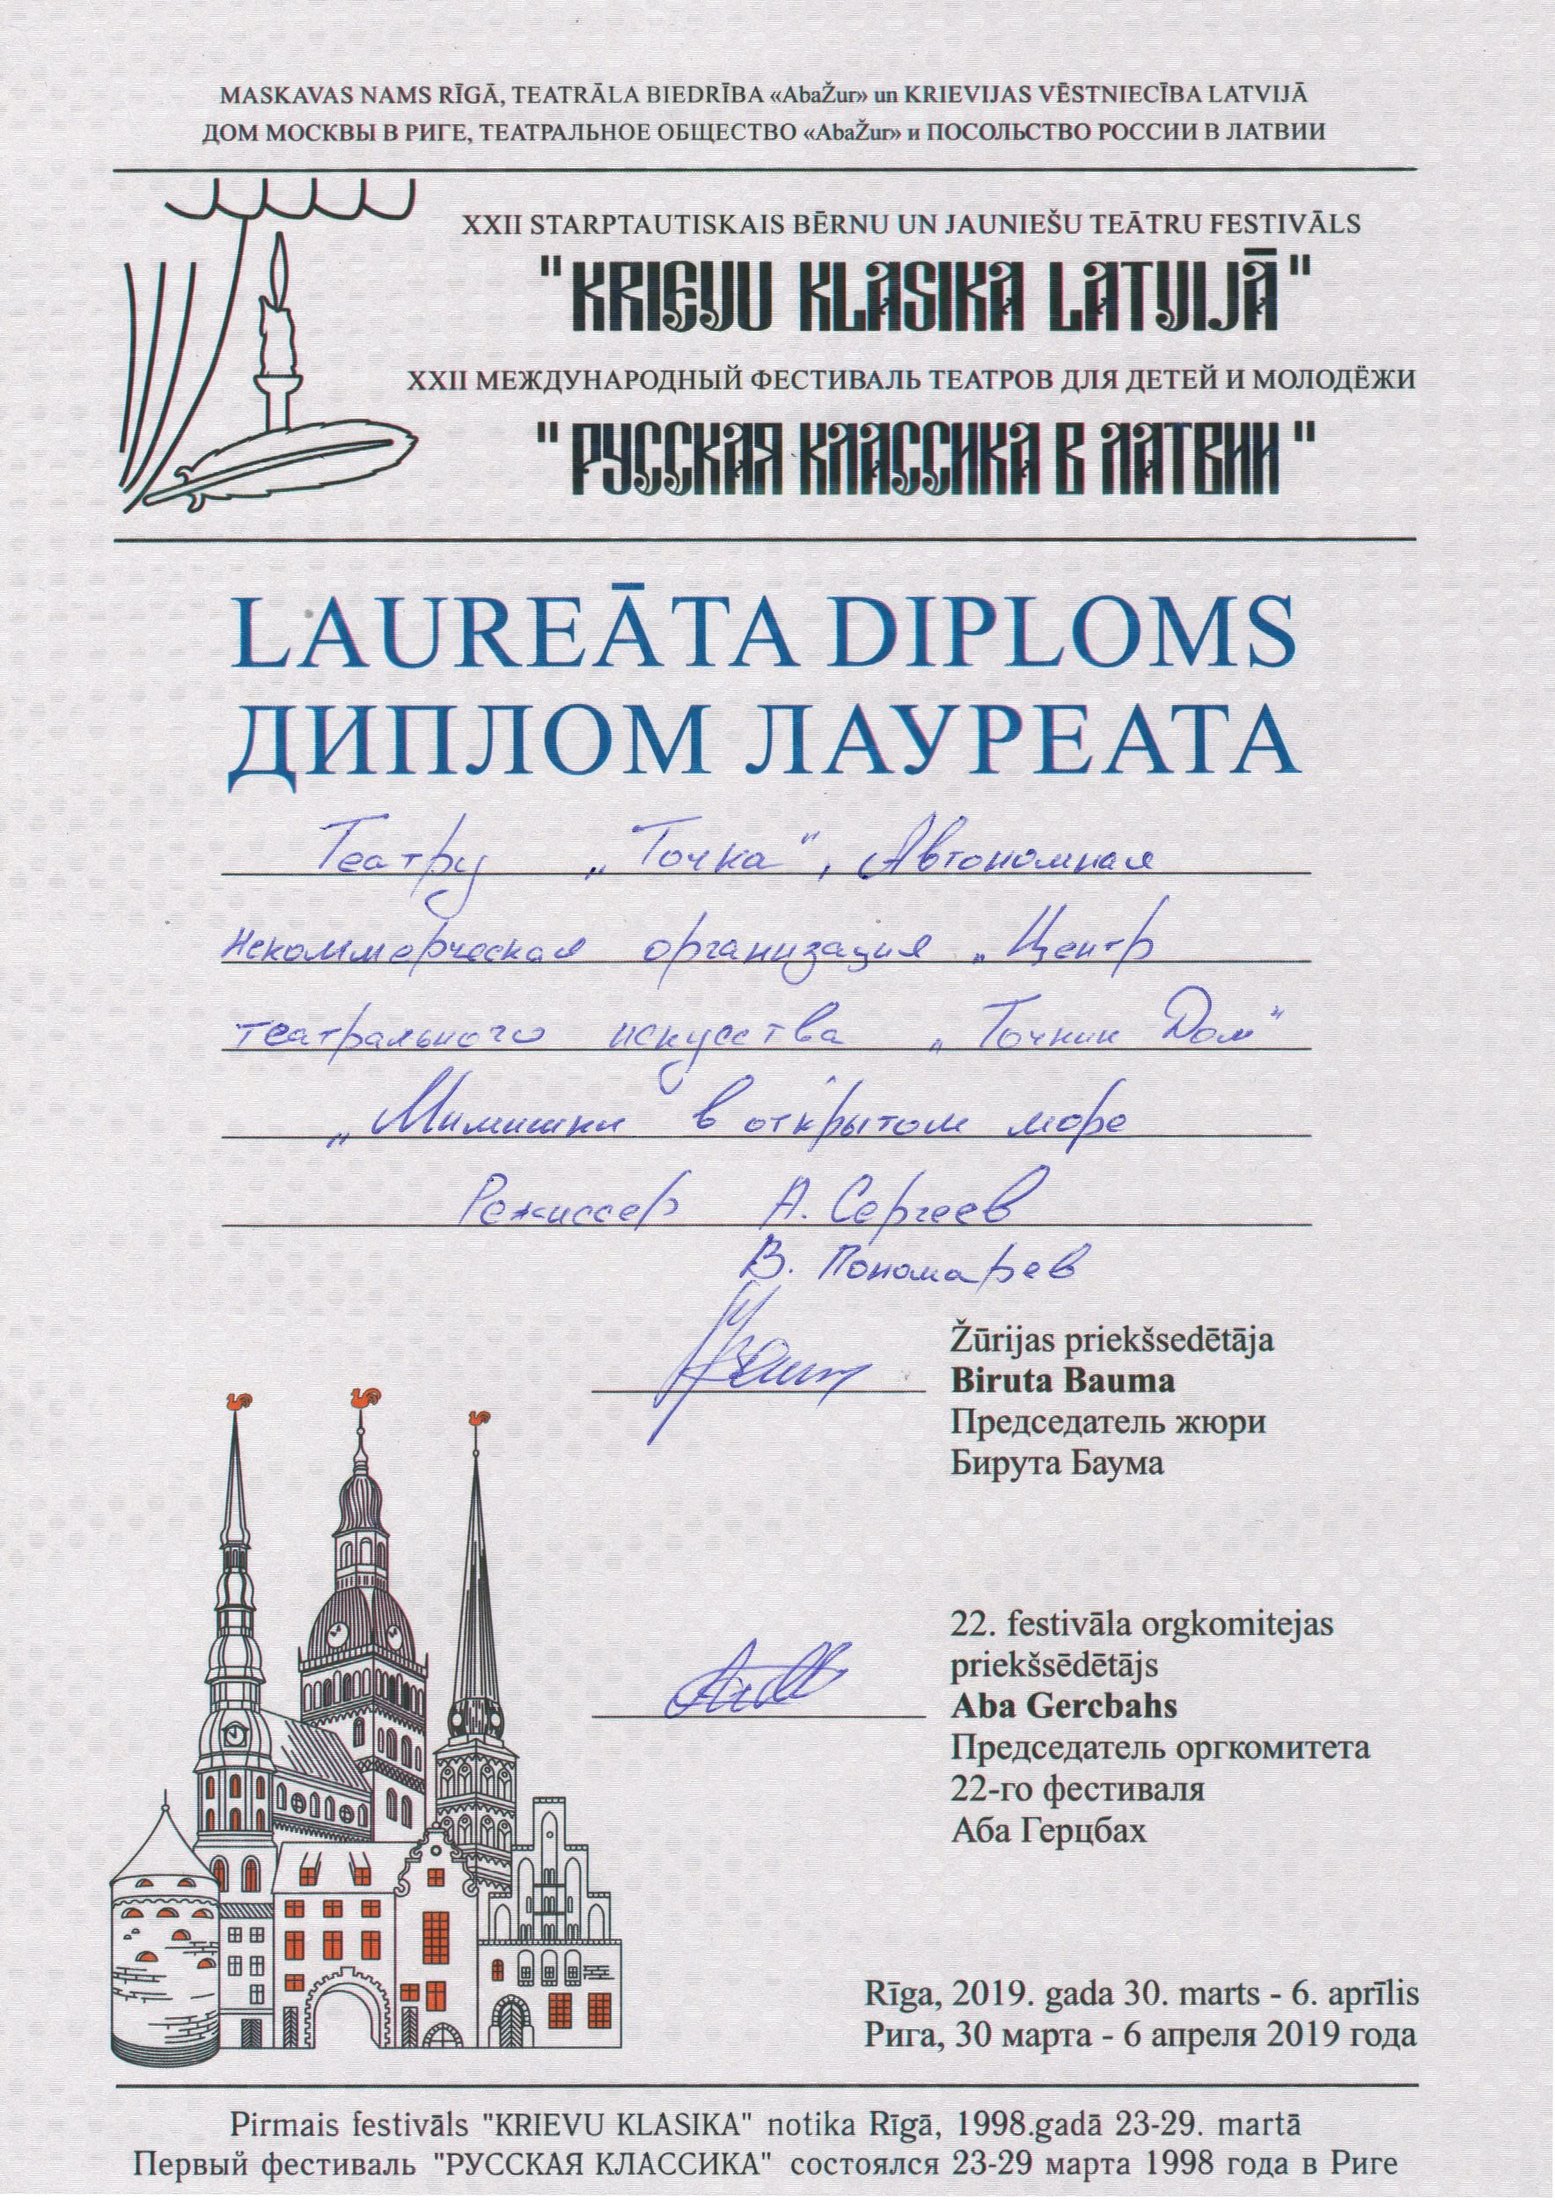 MASKAVAS NAMS RĪGĀ, TEATRĀLA BIEDRĪBA «AbaŽur» un KRIEVIJAS VĒSTNIECĪBA LATVIJĀ
ДОМ МОСКВЫ В РИГЕ, ТЕАТРАЛЬНОЕ ОБЩЕСТВО «AbaŽur» и ПОСОЛЬСТВО РОССИИ В ЛАТВИИ
XXII STARPTAUTISKAIS BĒRNU UN JAUNIEŠU TEĀTRU FESTIVĀLS
"KRIEVU KLASIKA LATVIJĀ"
XXII МЕЖДУНАРОДНЫЙ ФЕСТИВАЛЬ ТЕАТРОВ ДЛЯ ДЕТЕЙ И МОЛОДЁЖИ
"РУССКАЯ КЛАССИКА В ЛАТВИИ"
LAUREĀTA DIPLOMS
ДИПЛОМ ЛАУРЕАТА
Театру „Точка", Автономная
некоммерческая организация „Центр
театрального искусства „Точкин Дом"
„Мимишки в открытом море
Режиссер А. Сергеев
В. Пономарев
Žūrijas priekšsedētāja
Biruta Bauma
Председатель жюри
Бирута Баума
22. festivāla orgkomitejas
priekšsēdētājs
Aba Gercbahs
Председатель оргкомитета
22-го фестиваля
Аба Герцбах
Rīga, 2019. gada 30. marts - 6. aprīlis
Рига, 30 марта - 6 апреля 2019 года
Pirmais festivāls "KRIEVU KLASIKA" notika Rīgā, 1998.gadā 23-29. martā
Первый фестиваль "РУССКАЯ КЛАССИКА" состоялся 23-29 марта 1998 года в Риге